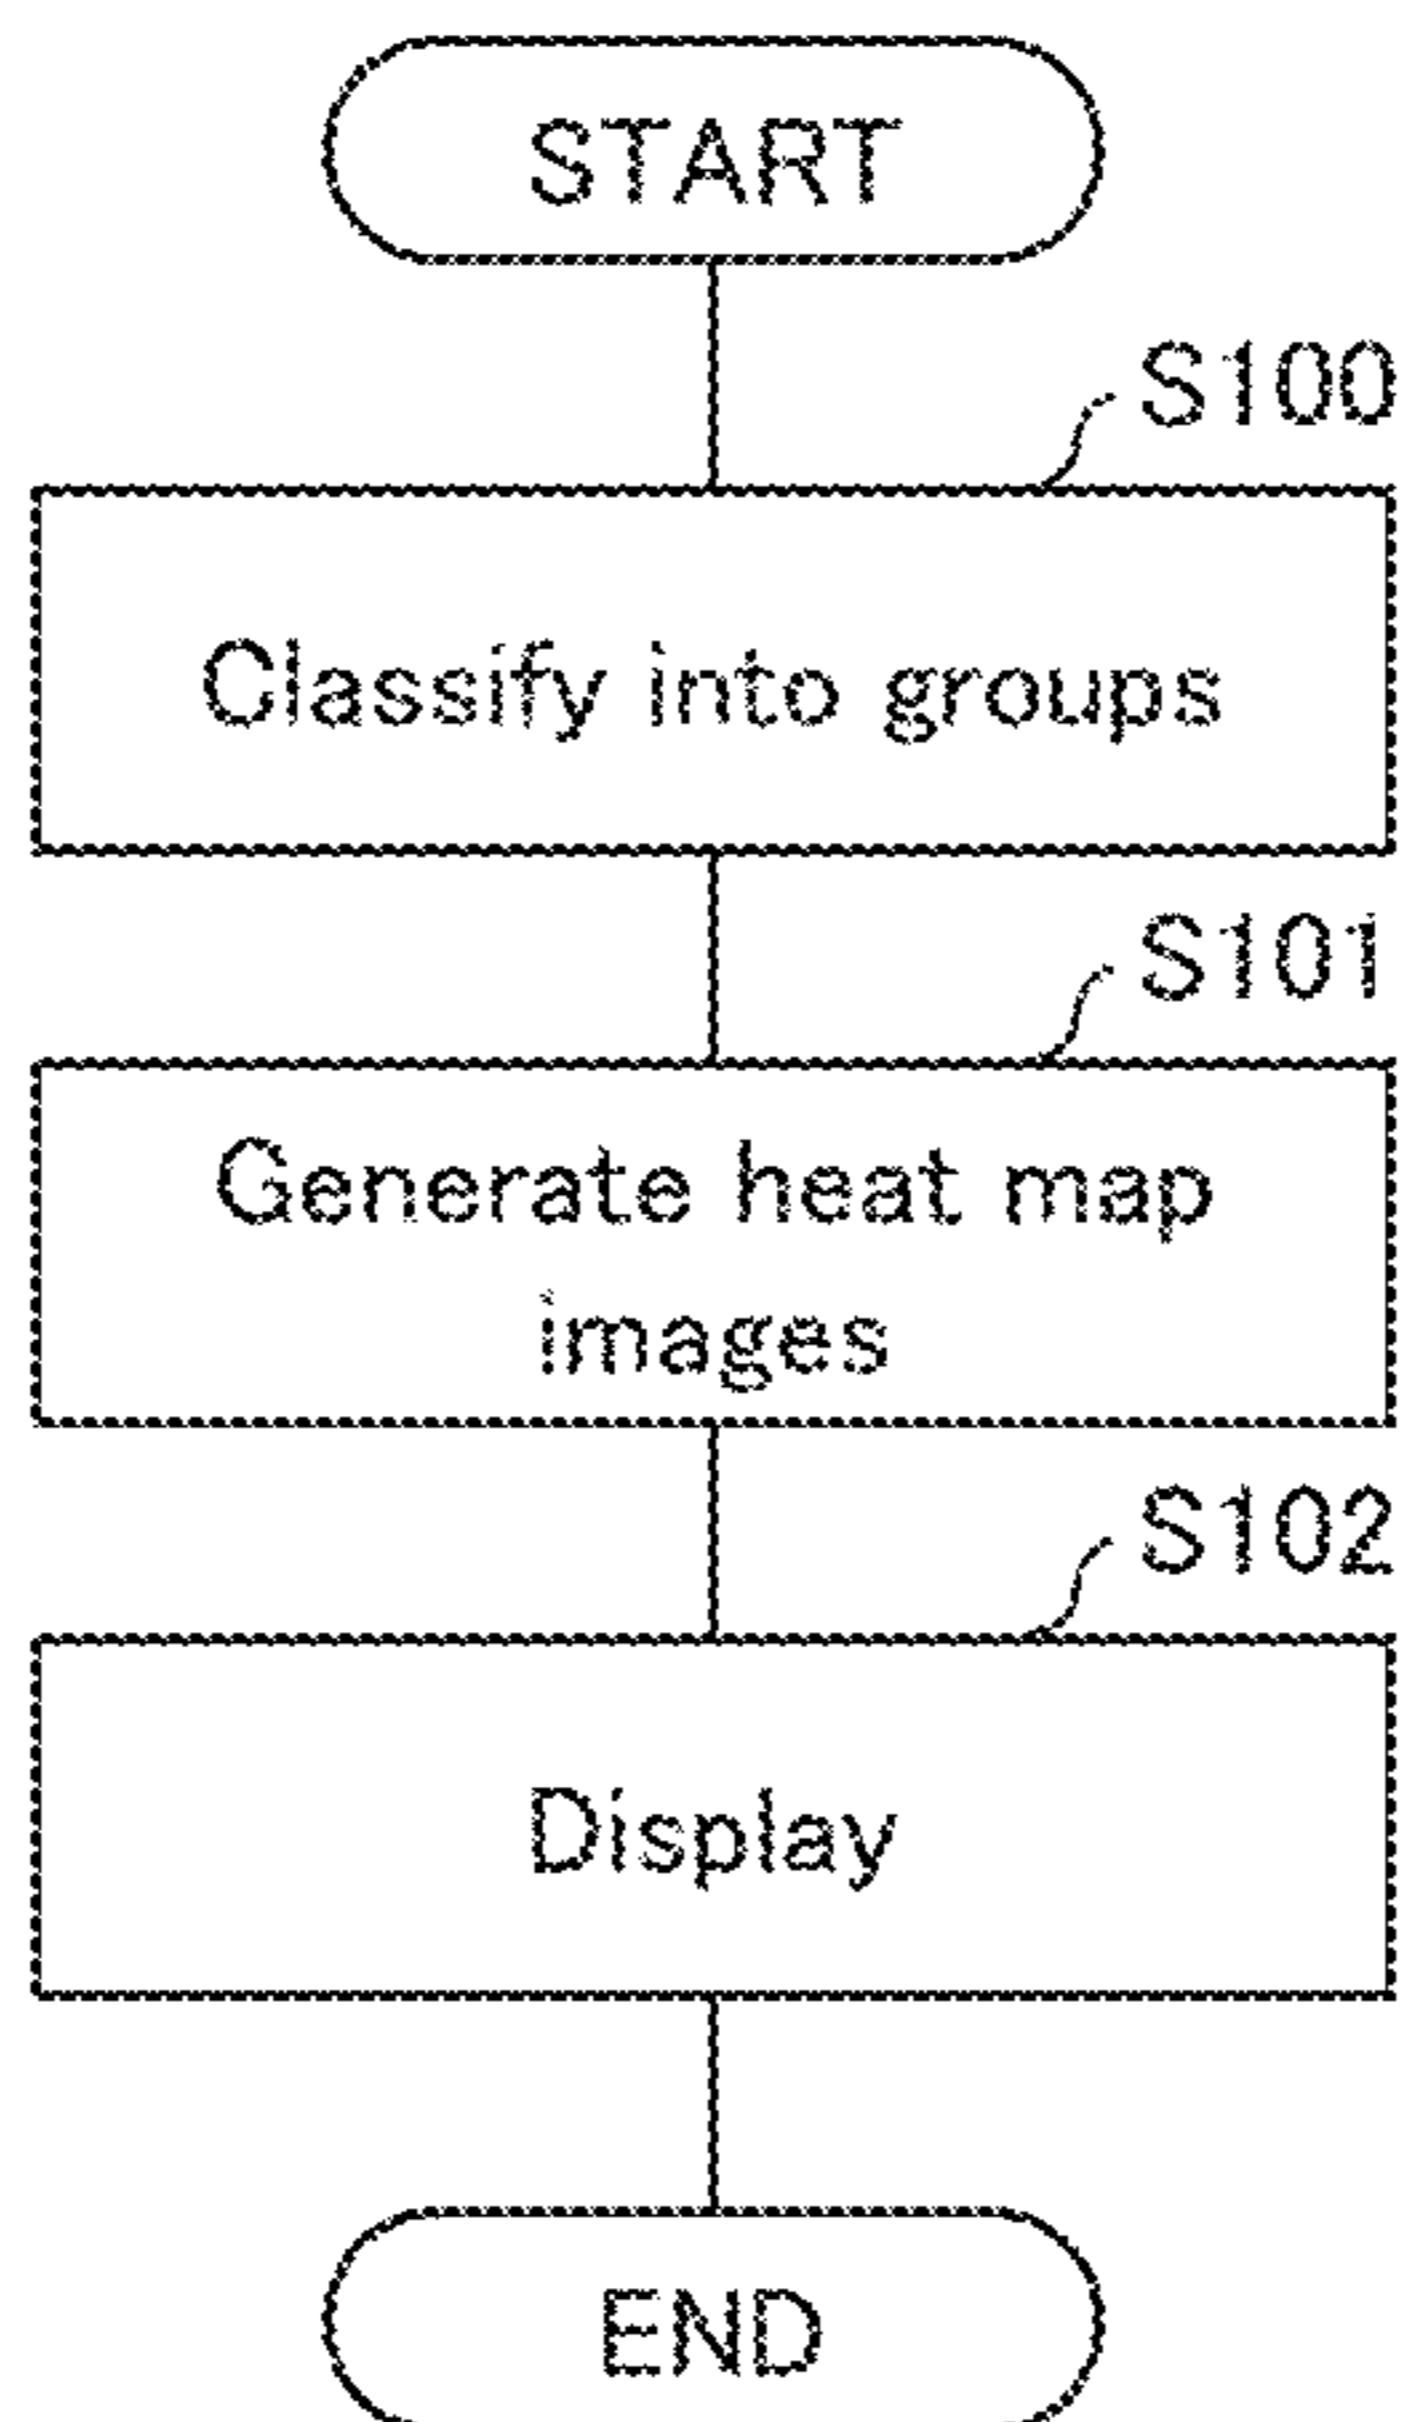 START
S100
Classify into groups
S101
Generate heat map
images
S102
Display
END